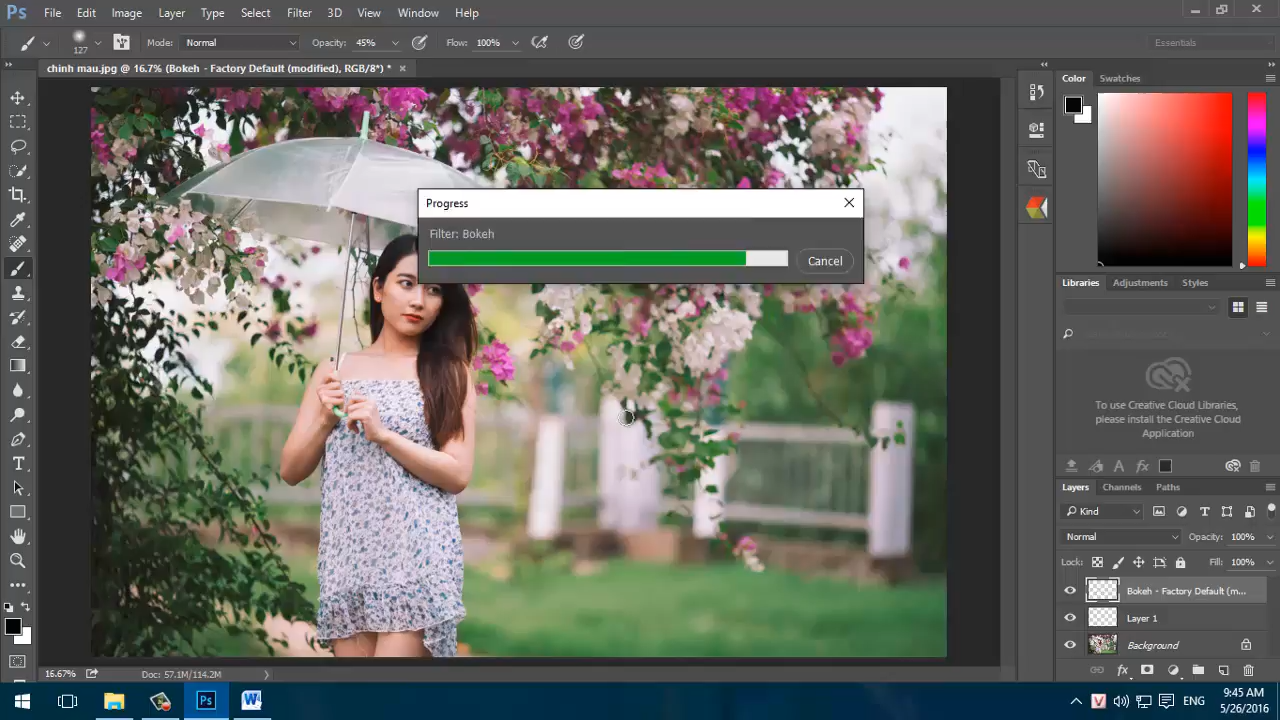 Ps File Edit Image Layer Type Select Filter 3D View Window Help
127 Mode: Normal Opacity: 45% Flow: 100% Essentials
chinh mau.jpg @ 16.7% (Bokeh - Factory Default (modified), RGB/8*) * ×
Color Swatches
Progress
Filter: Bokeh
Cancel
Libraries Adjustments Styles
To use Creative Cloud Libraries,
please install the Creative Cloud
Application
Layers Channels Paths
Kind
Normal Opacity: 100%
Lock: Fill: 100%
Bokeh - Factory Default (m...
Layer 1
Background
16.67% Doc: 57.1M/114.2M
Ps W V ENG 9:45 AM
5/26/2016